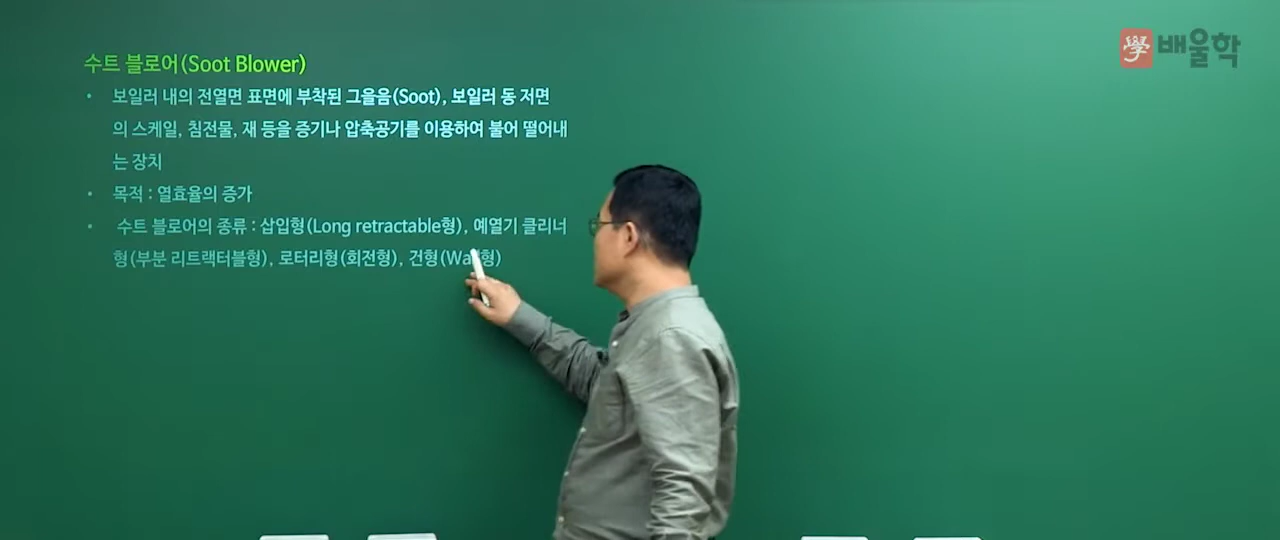 수트 블로어(Soot Blower)
學 배울학
• 보일러 내의 전열면 표면에 부착된 그을음(Soot), 보일러 동 저면
의 스케일, 침전물, 재 등을 증기나 압축공기를 이용하여 불어 떨어내
는 장치
• 목적 : 열효율의 증가
• 수트 블로어의 종류 : 삽입형(Long retractable형), 예열기 클리너
형(부분 리트랙터블형), 로터리형(회전형), 건형(